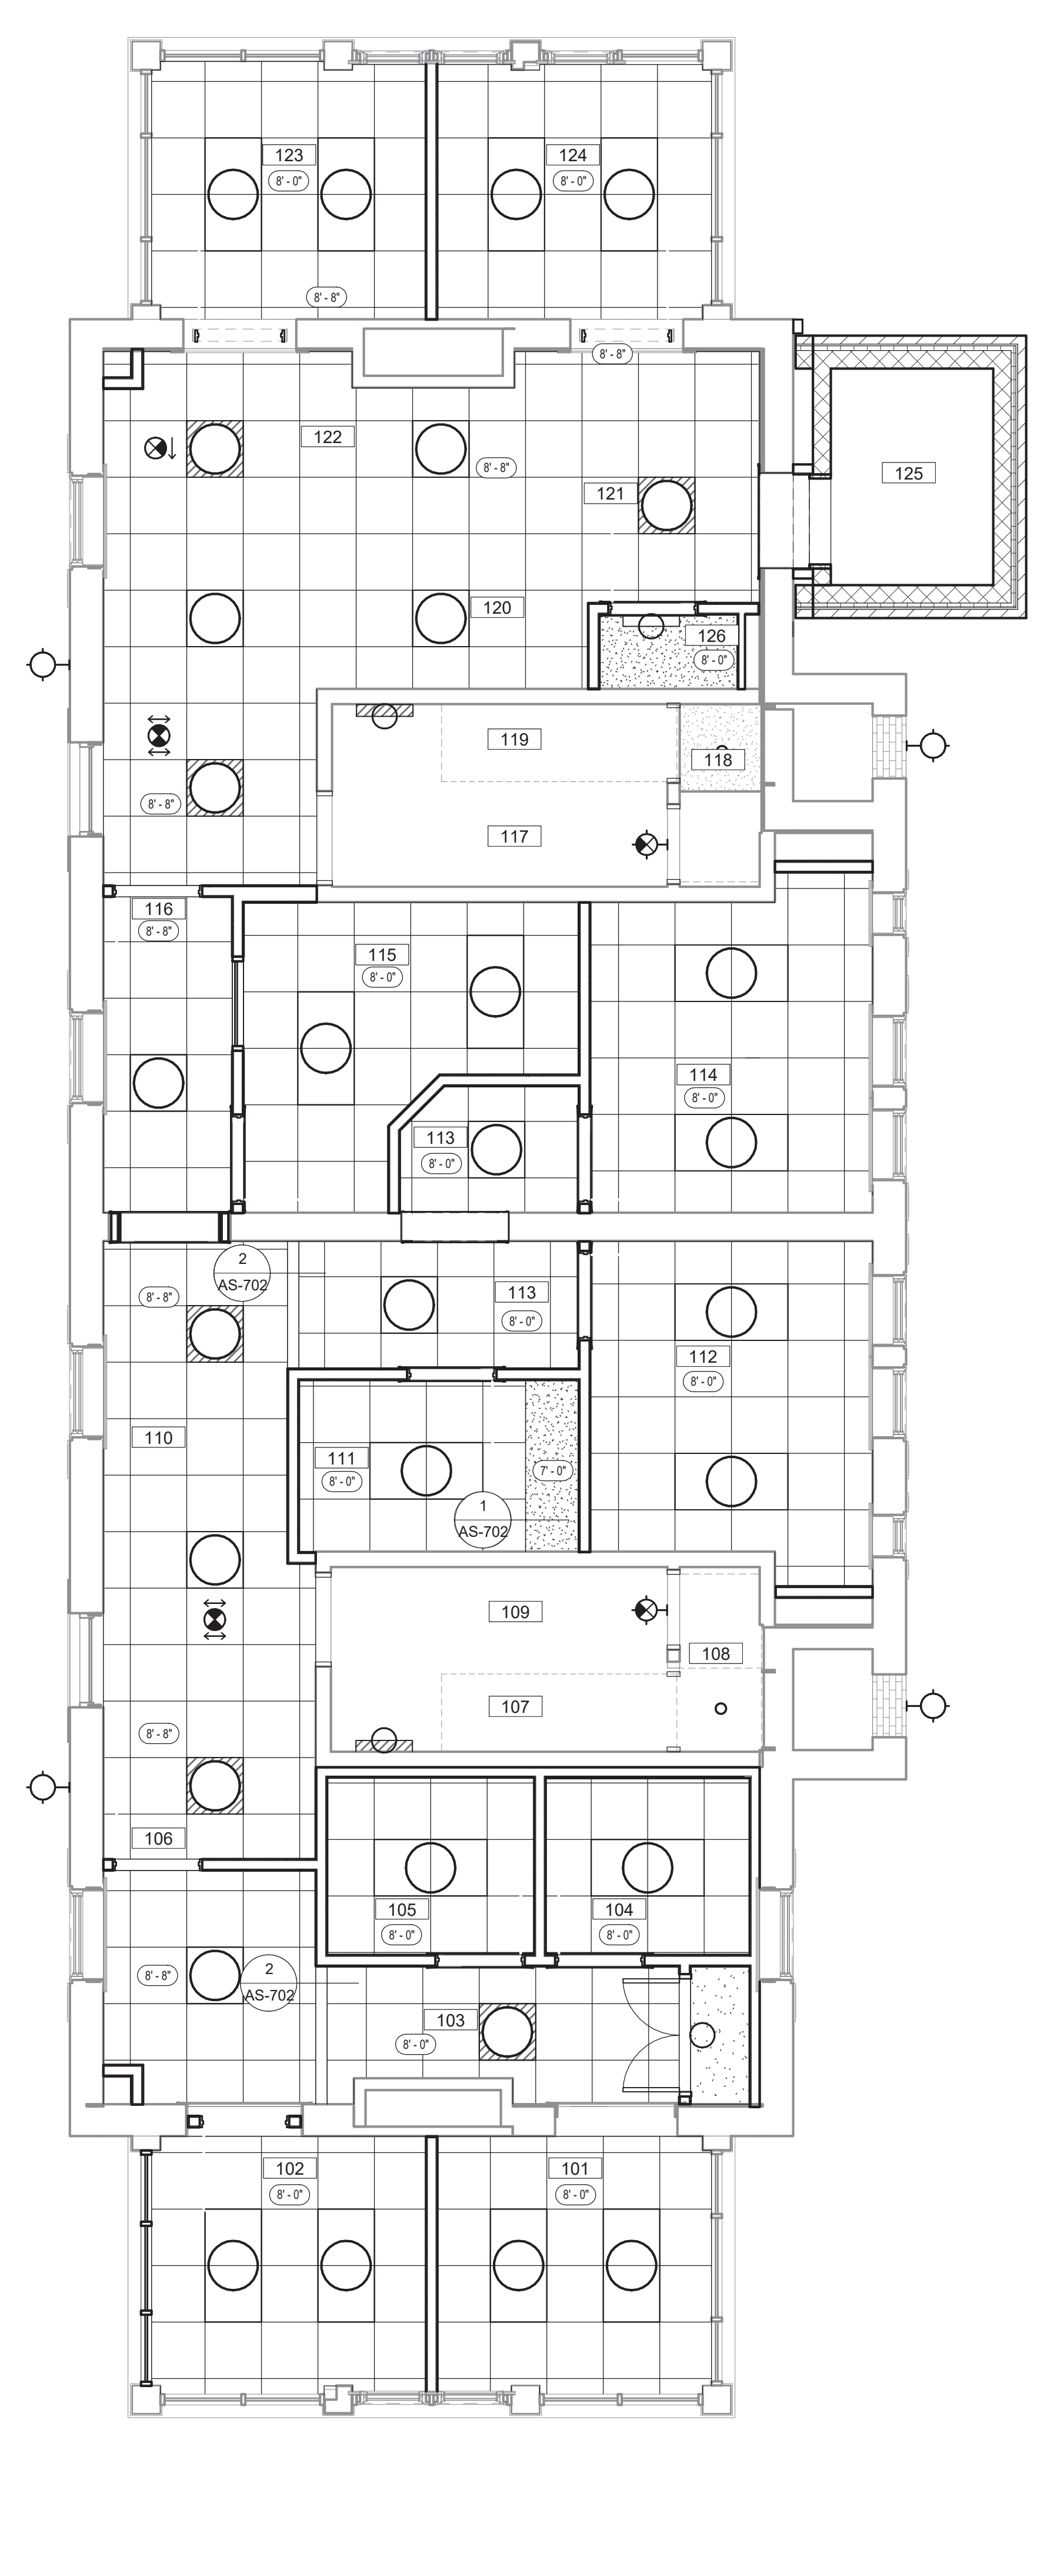 123
8' - 0"
124
8' - 0"
8' - 8"
8' - 8"
122
8' - 8"
121
125
120
126
8' - 0"
119
118
8' - 8"
117
116
8' - 8"
115
8' - 0"
114
8' - 0"
113
8' - 0"
2
AS-702
8' - 8"
113
8' - 0"
112
8' - 0"
110
111
8' - 0"
7' - 0"
1
AS-702
109
108
107
8' - 8"
106
105
8' - 0"
104
8' - 0"
8' - 8"
2
AS-702
103
8' - 0"
102
8' - 0"
101
8' - 0"